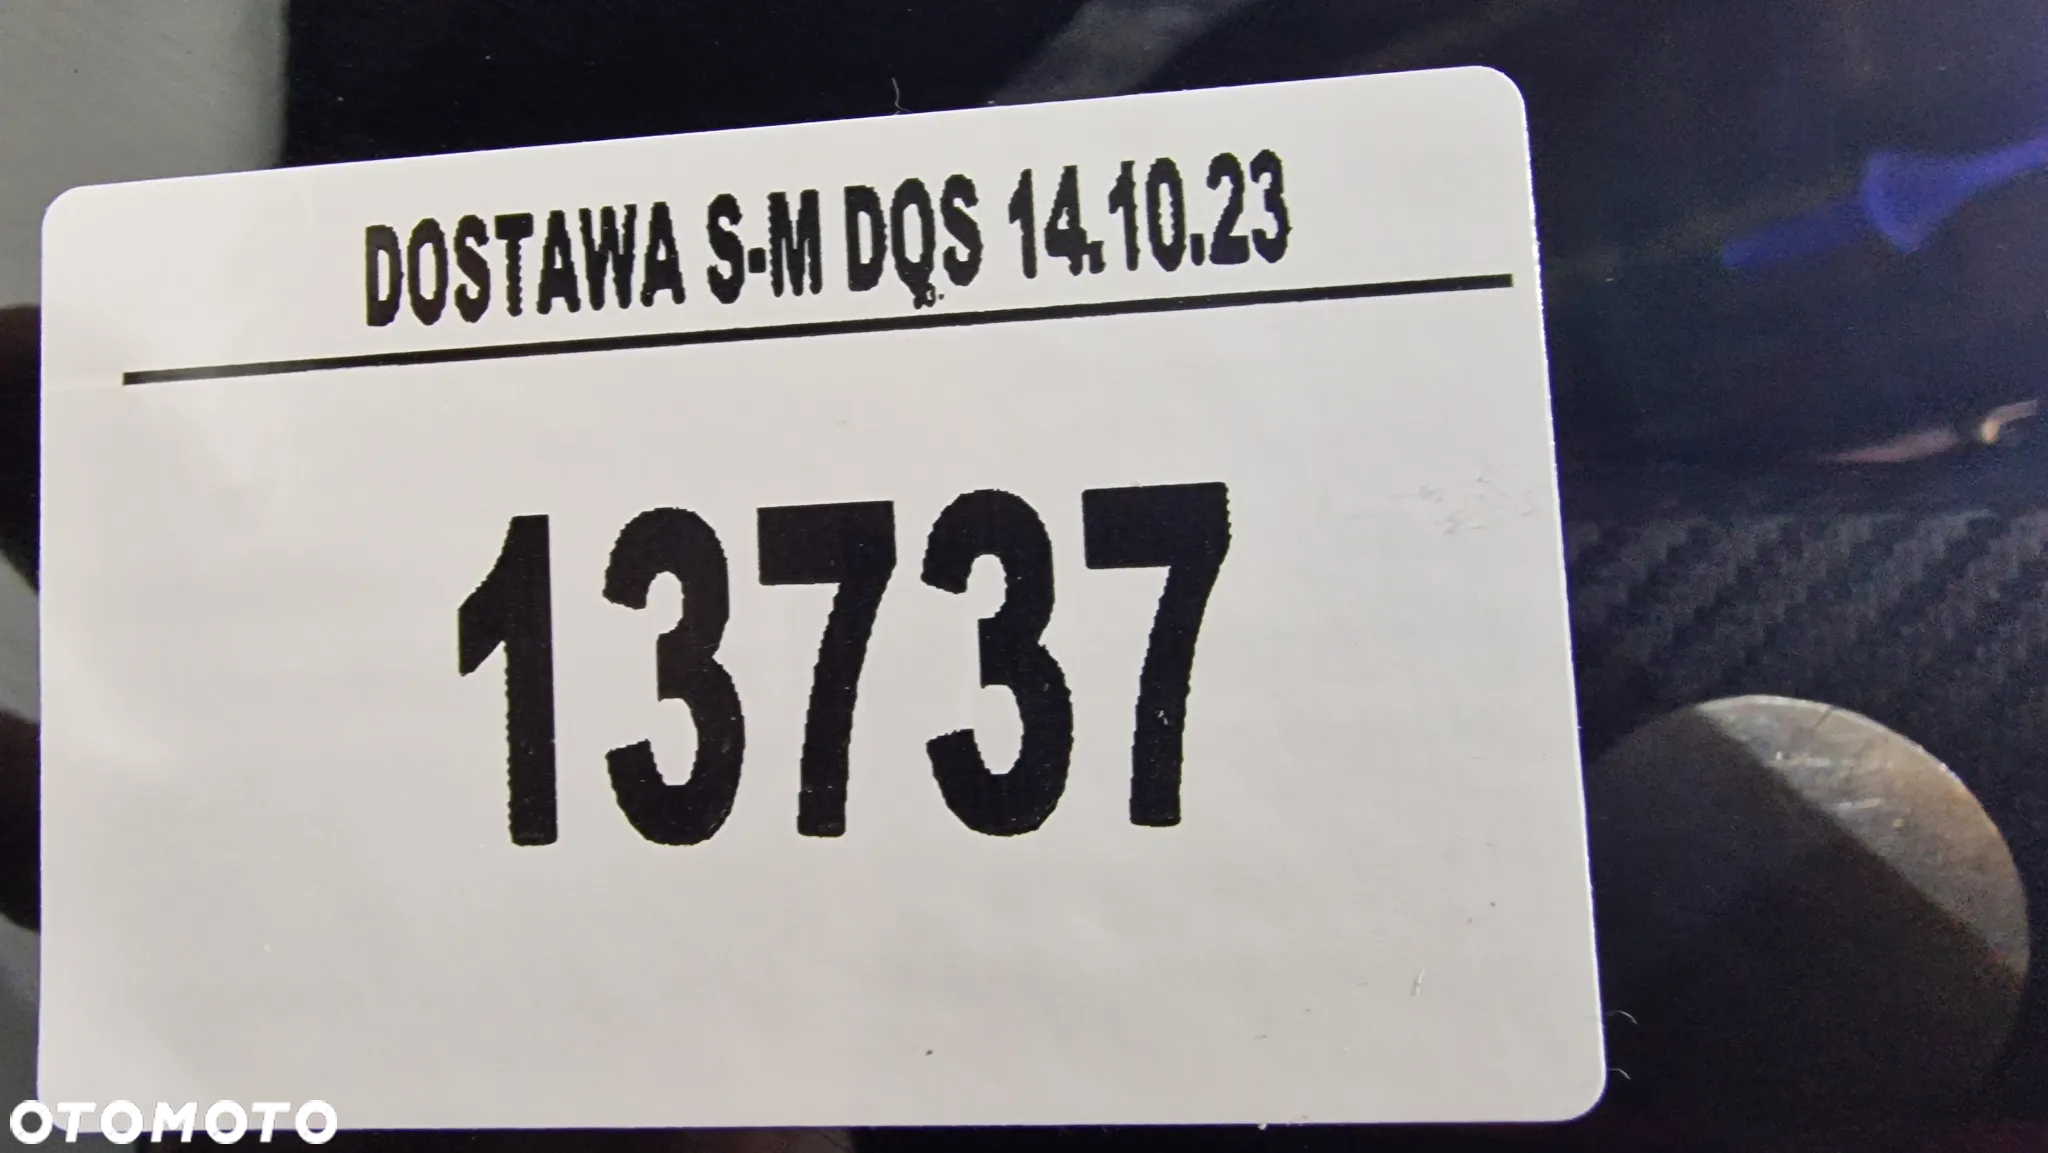 DOSTAWA S-M DQS 14.10.23
13737
OTOMOTO